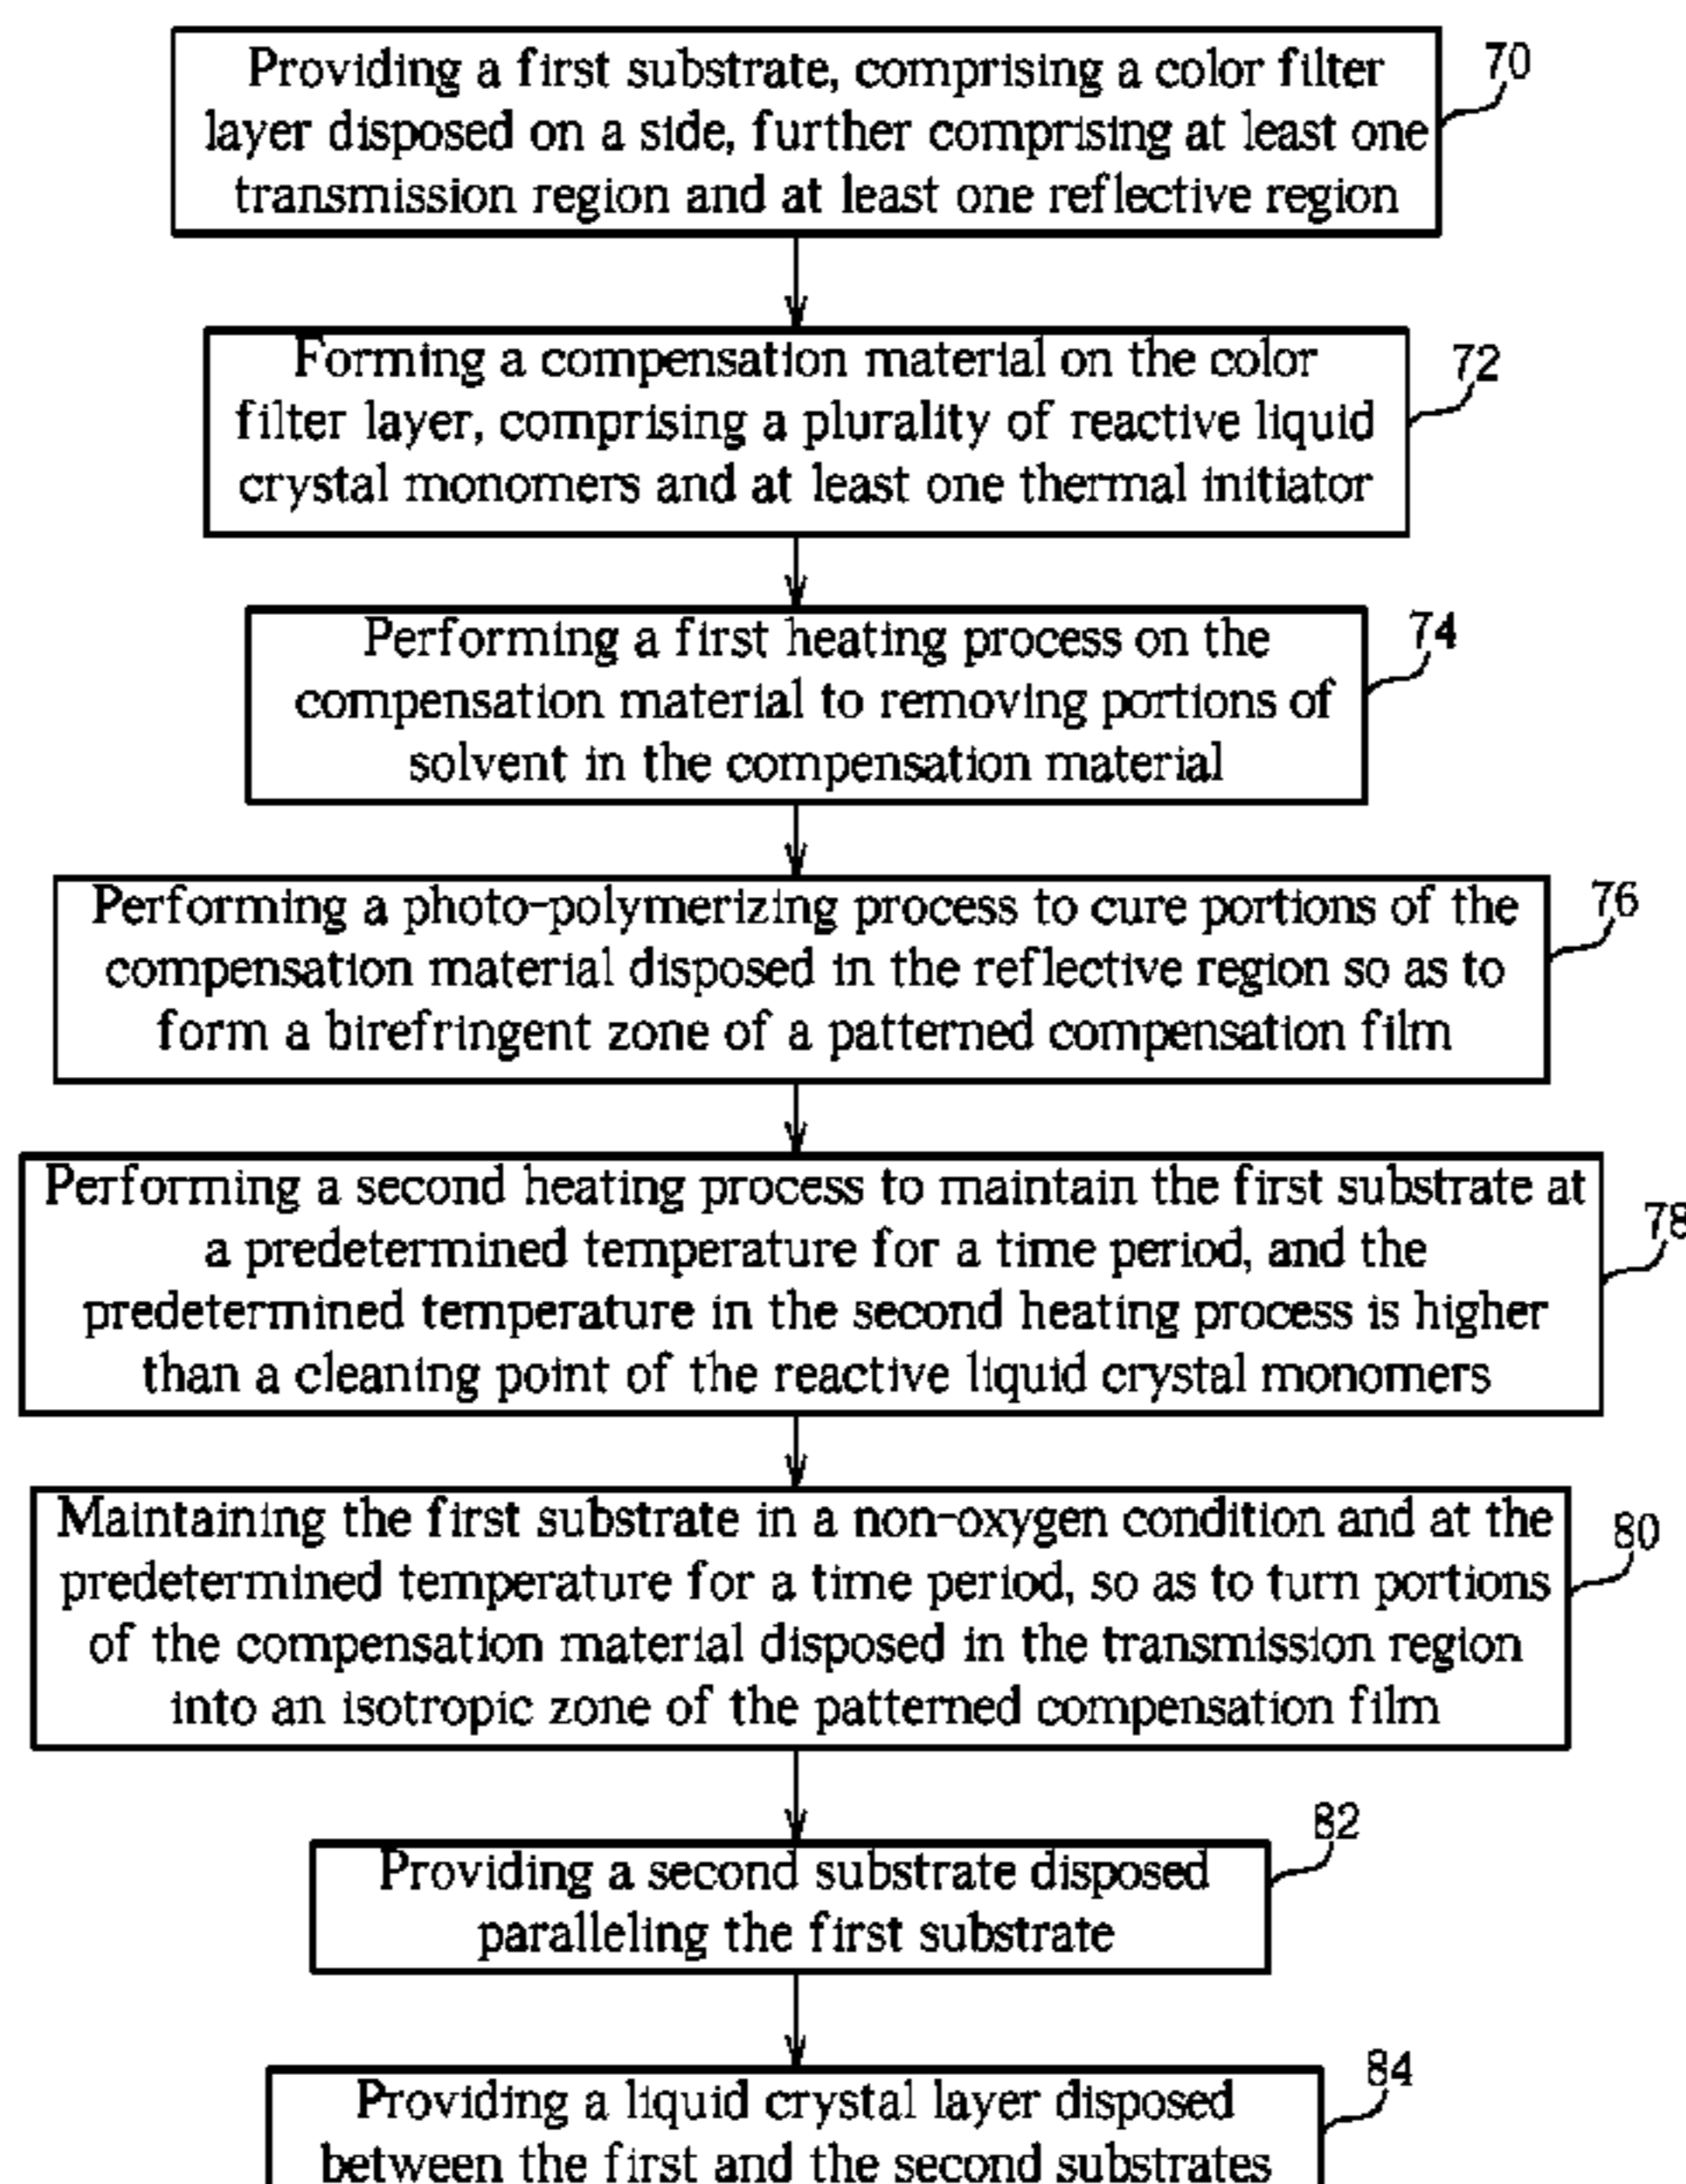 Providing a first substrate, comprising a color filter
layer disposed on a side, further comprising at least one
transmission region and at least one reflective region
70
Forming a compensation material on the color
filter layer, comprising a plurality of reactive liquid
crystal monomers and at least one thermal initiator
72
Performing a first heating process on the
compensation material to removing portions of
solvent in the compensation material
74
Performing a photo-polymerizing process to cure portions of the
compensation material disposed in the reflective region so as to
form a birefringent zone of a patterned compensation film
76
Performing a second heating process to maintain the first substrate at
a predetermined temperature for a time period, and the
predetermined temperature in the second heating process is higher
than a cleaning point of the reactive liquid crystal monomers
78
Maintaining the first substrate in a non-oxygen condition and at the
predetermined temperature for a time period, so as to turn portions
of the compensation material disposed in the transmission region
into an isotropic zone of the patterned compensation film
80
Providing a second substrate disposed
paralleling the first substrate
82
Providing a liquid crystal layer disposed
between the first and the second substrates
84